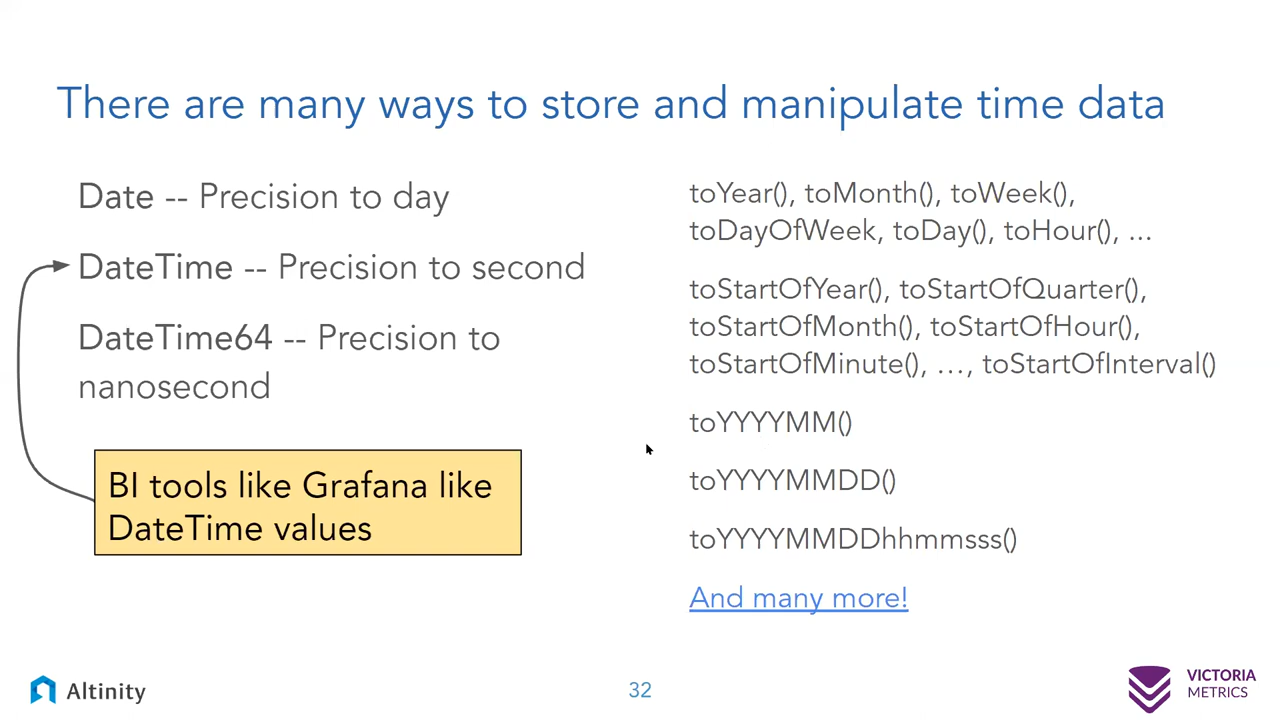 There are many ways to store and manipulate time data
Date -- Precision to day
DateTime -- Precision to second
DateTime64 -- Precision to
nanosecond
BI tools like Grafana like
DateTime values
toYear(), toMonth(), toWeek(),
toDayOfWeek, toDay(), toHour(), ...
toStartOfYear(), toStartOfQuarter(),
toStartOfMonth(), toStartOfHour(),
toStartOfMinute(), …, toStartOfInterval()
toYYYYMM()
toYYYYMMDD()
toYYYYMMDDhhmmsss()
And many more!
Altinity
32
VICTORIA
METRICS